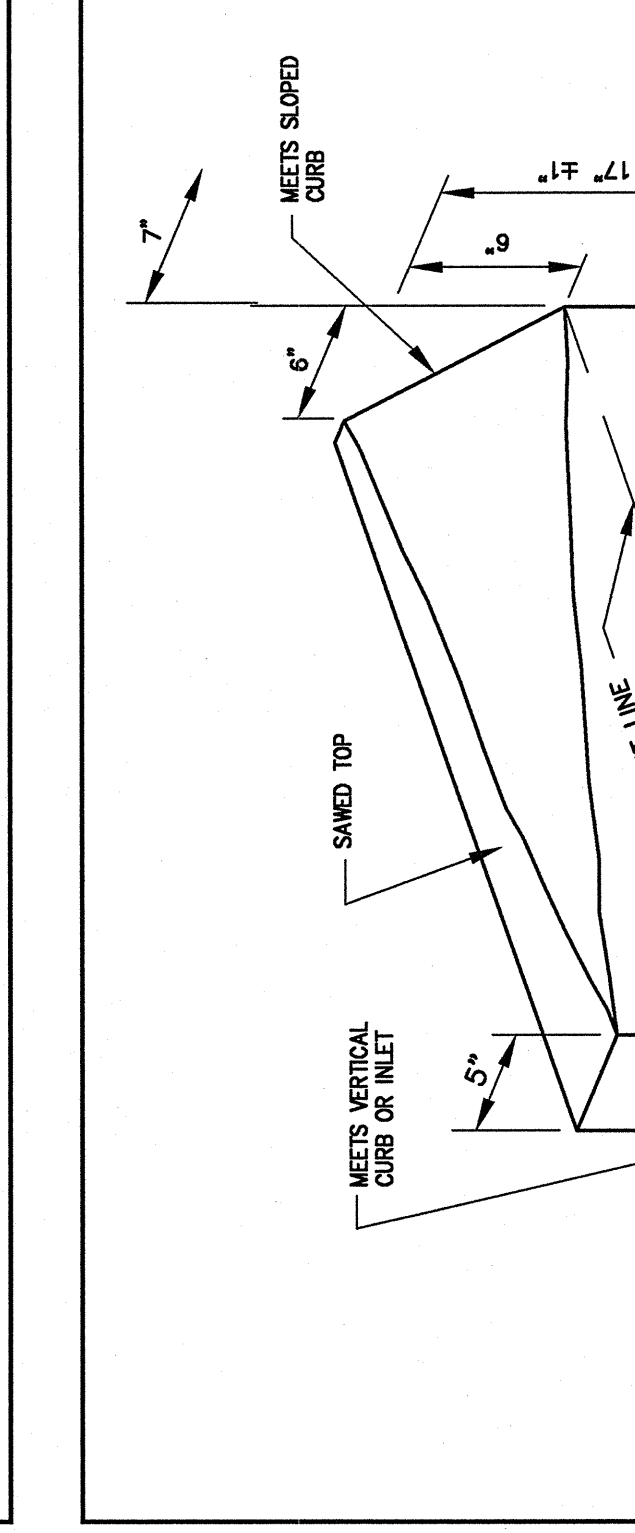 7"
MEETS SLOPED
CURB
17" ±1"
6"
6"
SAWED TOP
LINE
MEETS VERTICAL
CURB OR INLET
5"